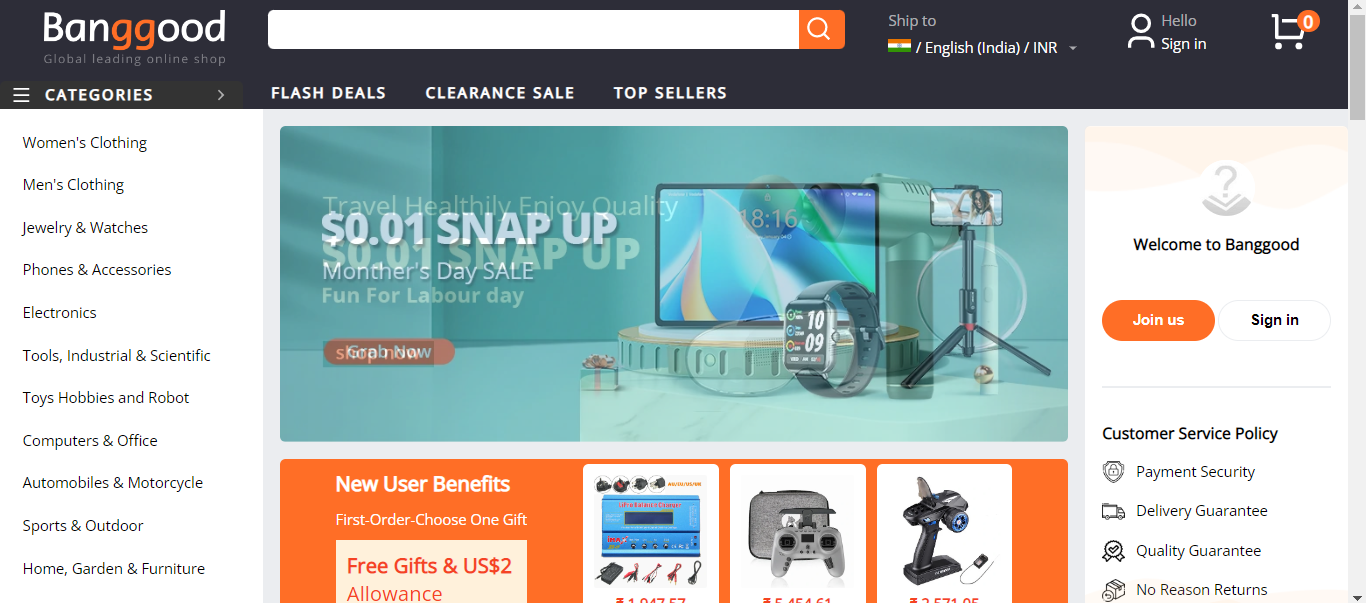 Banggood
Global leading online shop
Ship to
/ English (India) / INR
Hello
Sign in
0
CATEGORIES
FLASH DEALS
CLEARANCE SALE
TOP SELLERS
Women's Clothing
Men's Clothing
Jewelry & Watches
Phones & Accessories
Electronics
Tools, Industrial & Scientific
Toys Hobbies and Robot
Computers & Office
Automobiles & Motorcycle
Sports & Outdoor
Home, Garden & Furniture
Travel Healthily Enjoy Quality
$0.01 SNAP UP
$0.01 SNAP UP
Monther's Day SALE
Fun For Labour day
shop now
Grab Now
18:16
10
09
New User Benefits
First-Order-Choose One Gift
Free Gifts & US$2
Allowance
Welcome to Banggood
Join us
Sign in
Customer Service Policy
Payment Security
Delivery Guarantee
Quality Guarantee
No Reason Returns